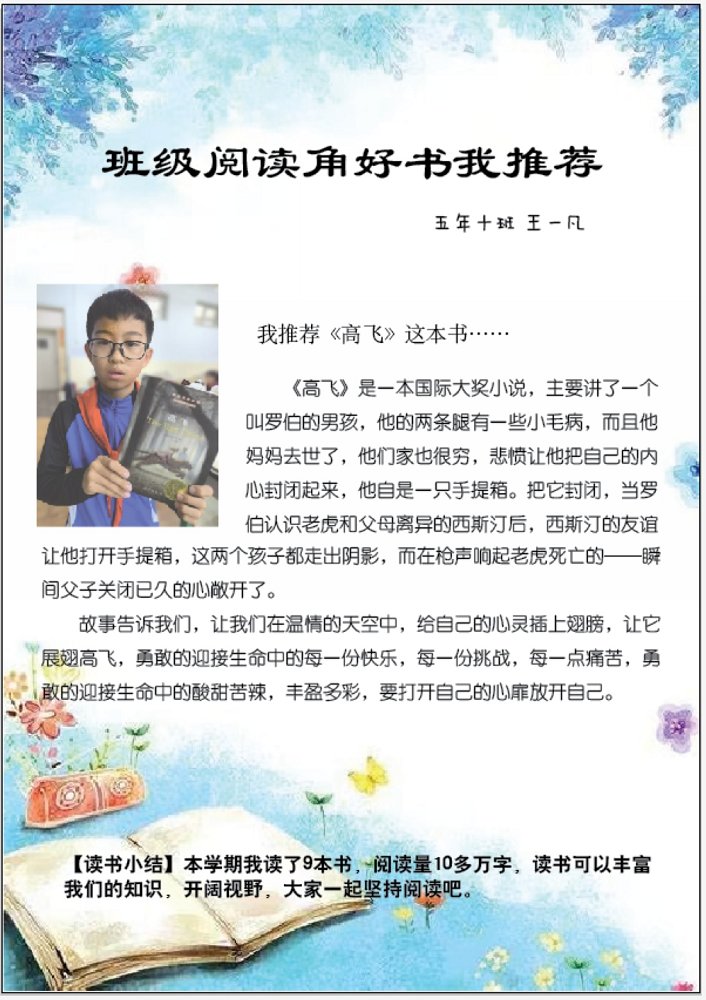 班级阅读角好书我推荐
五年十班 王一凡
高飞
我推荐《高飞》这本书……
《高飞》是一本国际大奖小说，主要讲了一个
叫罗伯的男孩，他的两条腿有一些小毛病，而且他
妈妈去世了，他们家也很穷，悲愤让他把自己的内
心封闭起来，他自是一只手提箱。把它封闭，当罗
伯认识老虎和父母离异的西斯汀后，西斯汀的友谊
让他打开手提箱，这两个孩子都走出阴影，而在枪声响起老虎死亡的——瞬
间父子关闭已久的心敞开了。
故事告诉我们，让我们在温情的天空中，给自己的心灵插上翅膀，让它
展翅高飞，勇敢的迎接生命中的每一份快乐，每一份挑战，每一点痛苦，勇
敢的迎接生命中的酸甜苦辣，丰盈多彩，要打开自己的心扉放开自己。
【读书小结】本学期我读了9本书，阅读量10多万字，读书可以丰富
我们的知识，开阔视野，大家一起坚持阅读吧。